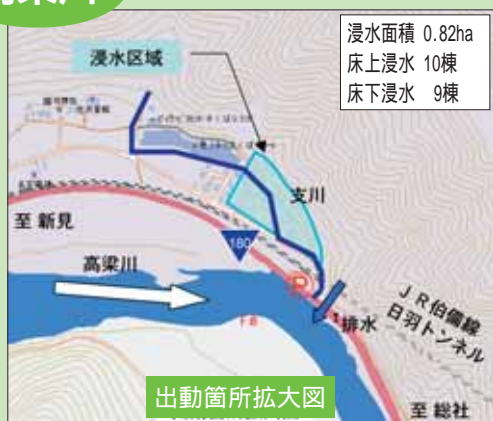 浸水面積 0.82ha
床上浸水 10棟
床下浸水 9棟
浸水区域
支川
至 新見
180
高梁川
P
排水
JR伯備線
日羽トンネル
出動箇所拡大図
至 総社